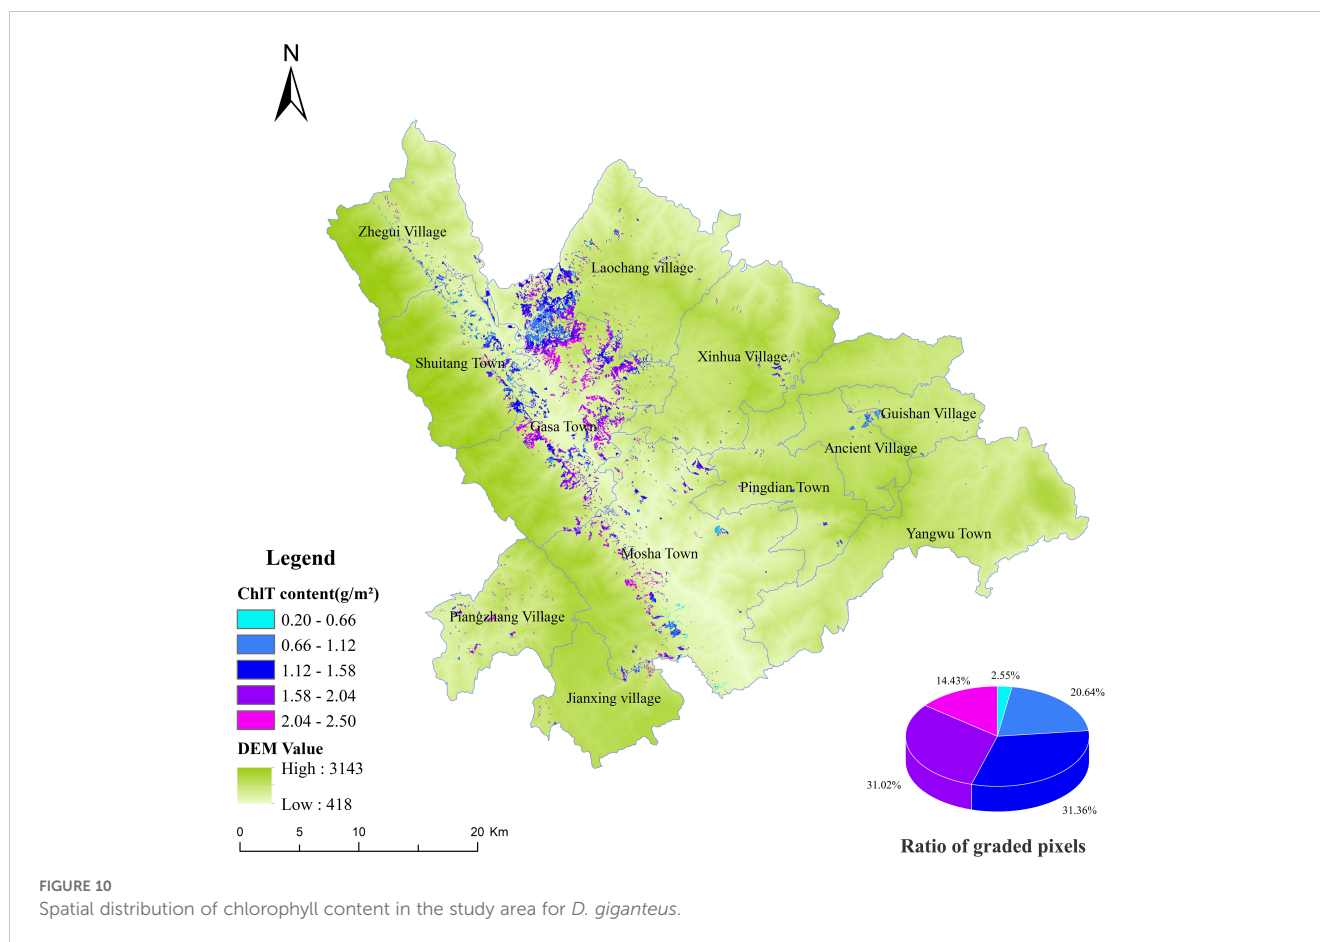 N
Zhegui Village
Laochang village
Shuitang Town
Xinhua Village
Guishan Village
Gasa Town
Ancient Village
Pingdian Town
Yangwu Town
Mosha Town
Piangzhang Village
Jianxing village
Legend
ChlT content(g/m²)
0.20 - 0.66
0.66 - 1.12
1.12 - 1.58
1.58 - 2.04
2.04 - 2.50
DEM Value
High : 3143
Low : 418
0 5 10 20 Km
14.43%
2.55%
20.64%
31.02%
31.36%
Ratio of graded pixels
FIGURE 10
Spatial distribution of chlorophyll content in the study area for D. giganteus.